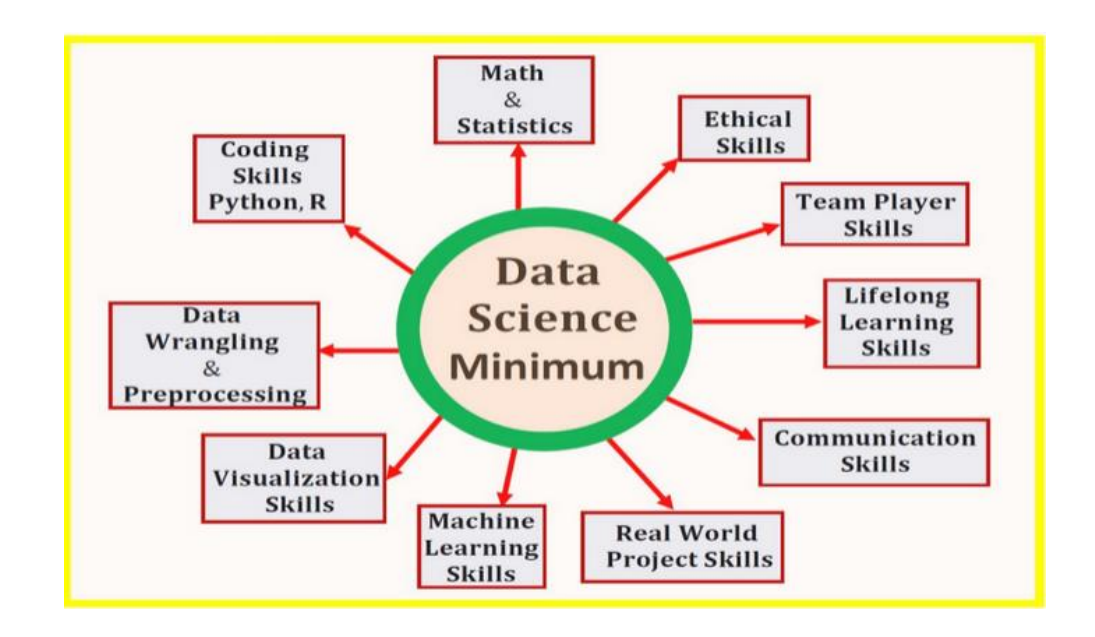 Math
&
Statistics
Ethical
Skills
Team Player
Skills
Lifelong
Learning
Skills
Communication
Skills
Real World
Project Skills
Machine
Learning
Skills
Data
Visualization
Skills
Data
Wrangling
&
Preprocessing
Coding
Skills
Python, R
Data
Science
Minimum